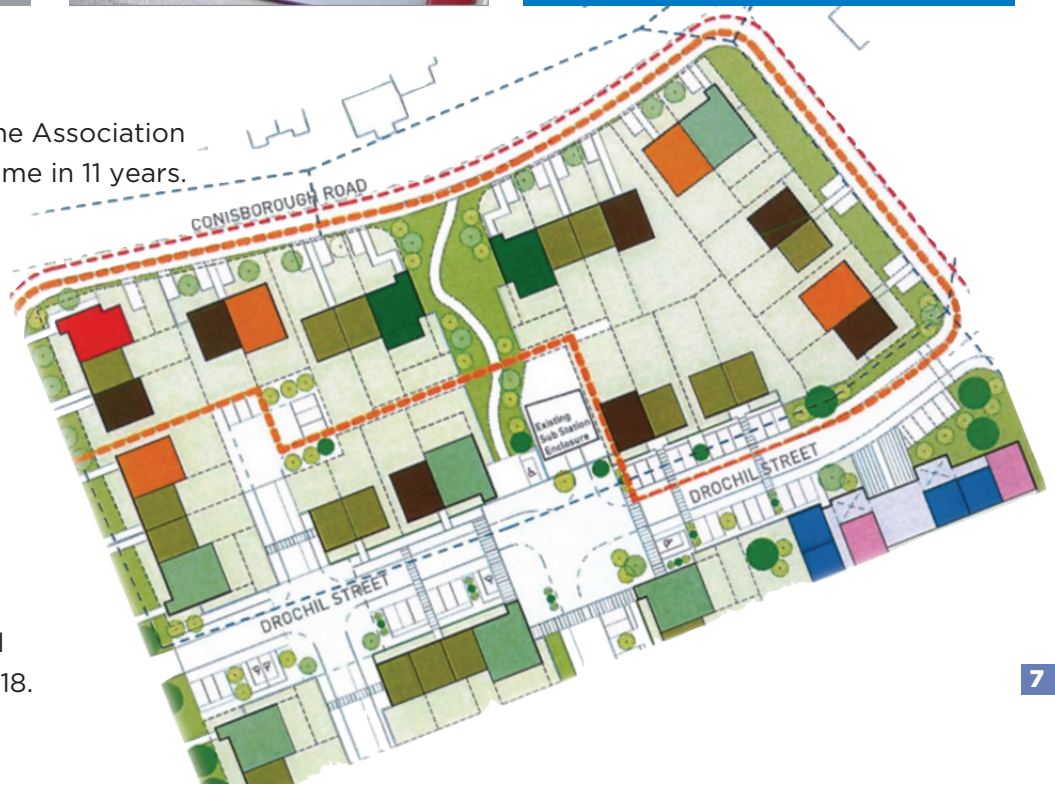 ne Association
me in 11 years.
CONISBOROUGH ROAD
Existing
Sub Station
Enclosure
DROCHIL STREET
DROCHIL STREET
18.
7